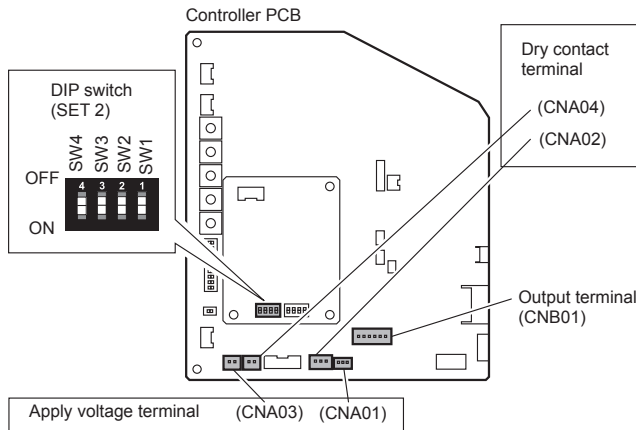 Controller PCB
Dry contact
terminal
(CNA04)
(CNA02)
DIP switch
(SET 2)
SW4
SW3
SW2
SW1
OFF
4 3 2 1
ON
Output terminal
(CNB01)
Apply voltage terminal (CNA03) (CNA01)